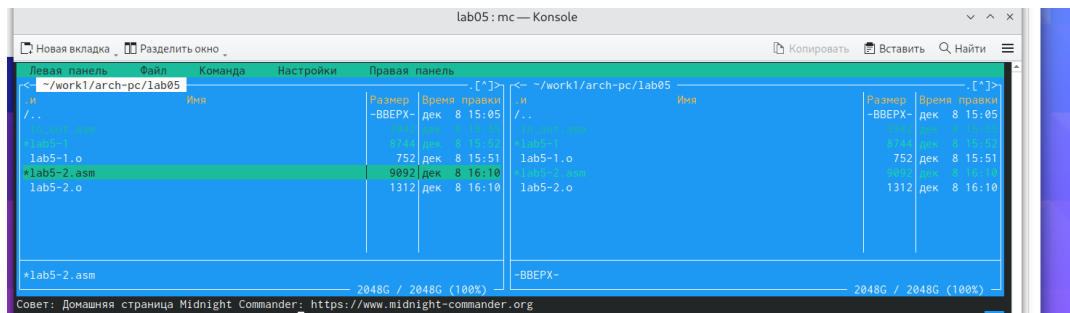 lab05 : mc — Konsole
Новая вкладка Разделить окно Копировать Вставить Найти
Левая панель Файл Команда Настройки Правая панель
<— ~/work1/arch-pc/lab05 .[^]> <— ~/work1/arch-pc/lab05 .[^]>
.и Имя Размер Время правки .и Имя Размер Время правки
/.. -ВВЕРХ- дек 8 15:05 /.. -ВВЕРХ- дек 8 15:05
*lab5-1 8744 дек 8 15:52 *lab5-1 8744 дек 8 15:52
lab5-1.o 752 дек 8 15:51 lab5-1.o 752 дек 8 15:51
*lab5-2.asm 9092 дек 8 16:10 *lab5-2.asm 9092 дек 8 16:10
lab5-2.o 1312 дек 8 16:10 lab5-2.o 1312 дек 8 16:10
*lab5-2.asm -ВВЕРХ-
2048G / 2048G (100%) 2048G / 2048G (100%)
Совет: Домашняя страница Midnight Commander: https://www.midnight-commander.org